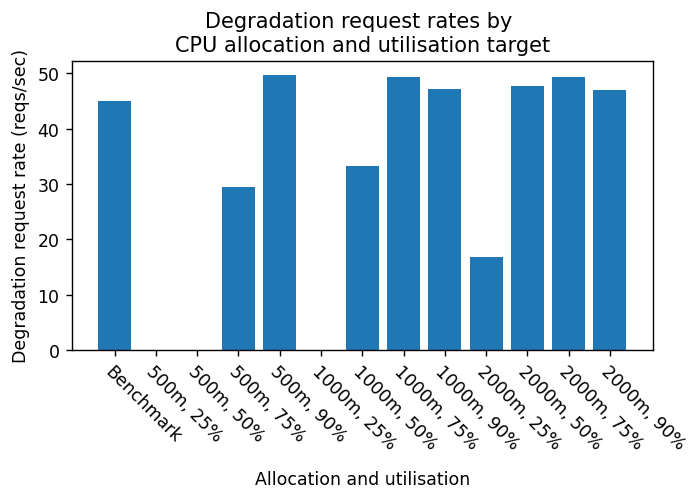 Degradation request rates by
CPU allocation and utilisation target
Degradation request rate (reqs/sec)
50
40
30
20
10
0
Benchmark
500m, 25%
500m, 50%
500m, 75%
500m, 90%
1000m, 25%
1000m, 50%
1000m, 75%
1000m, 90%
2000m, 25%
2000m, 50%
2000m, 75%
2000m, 90%
Allocation and utilisation